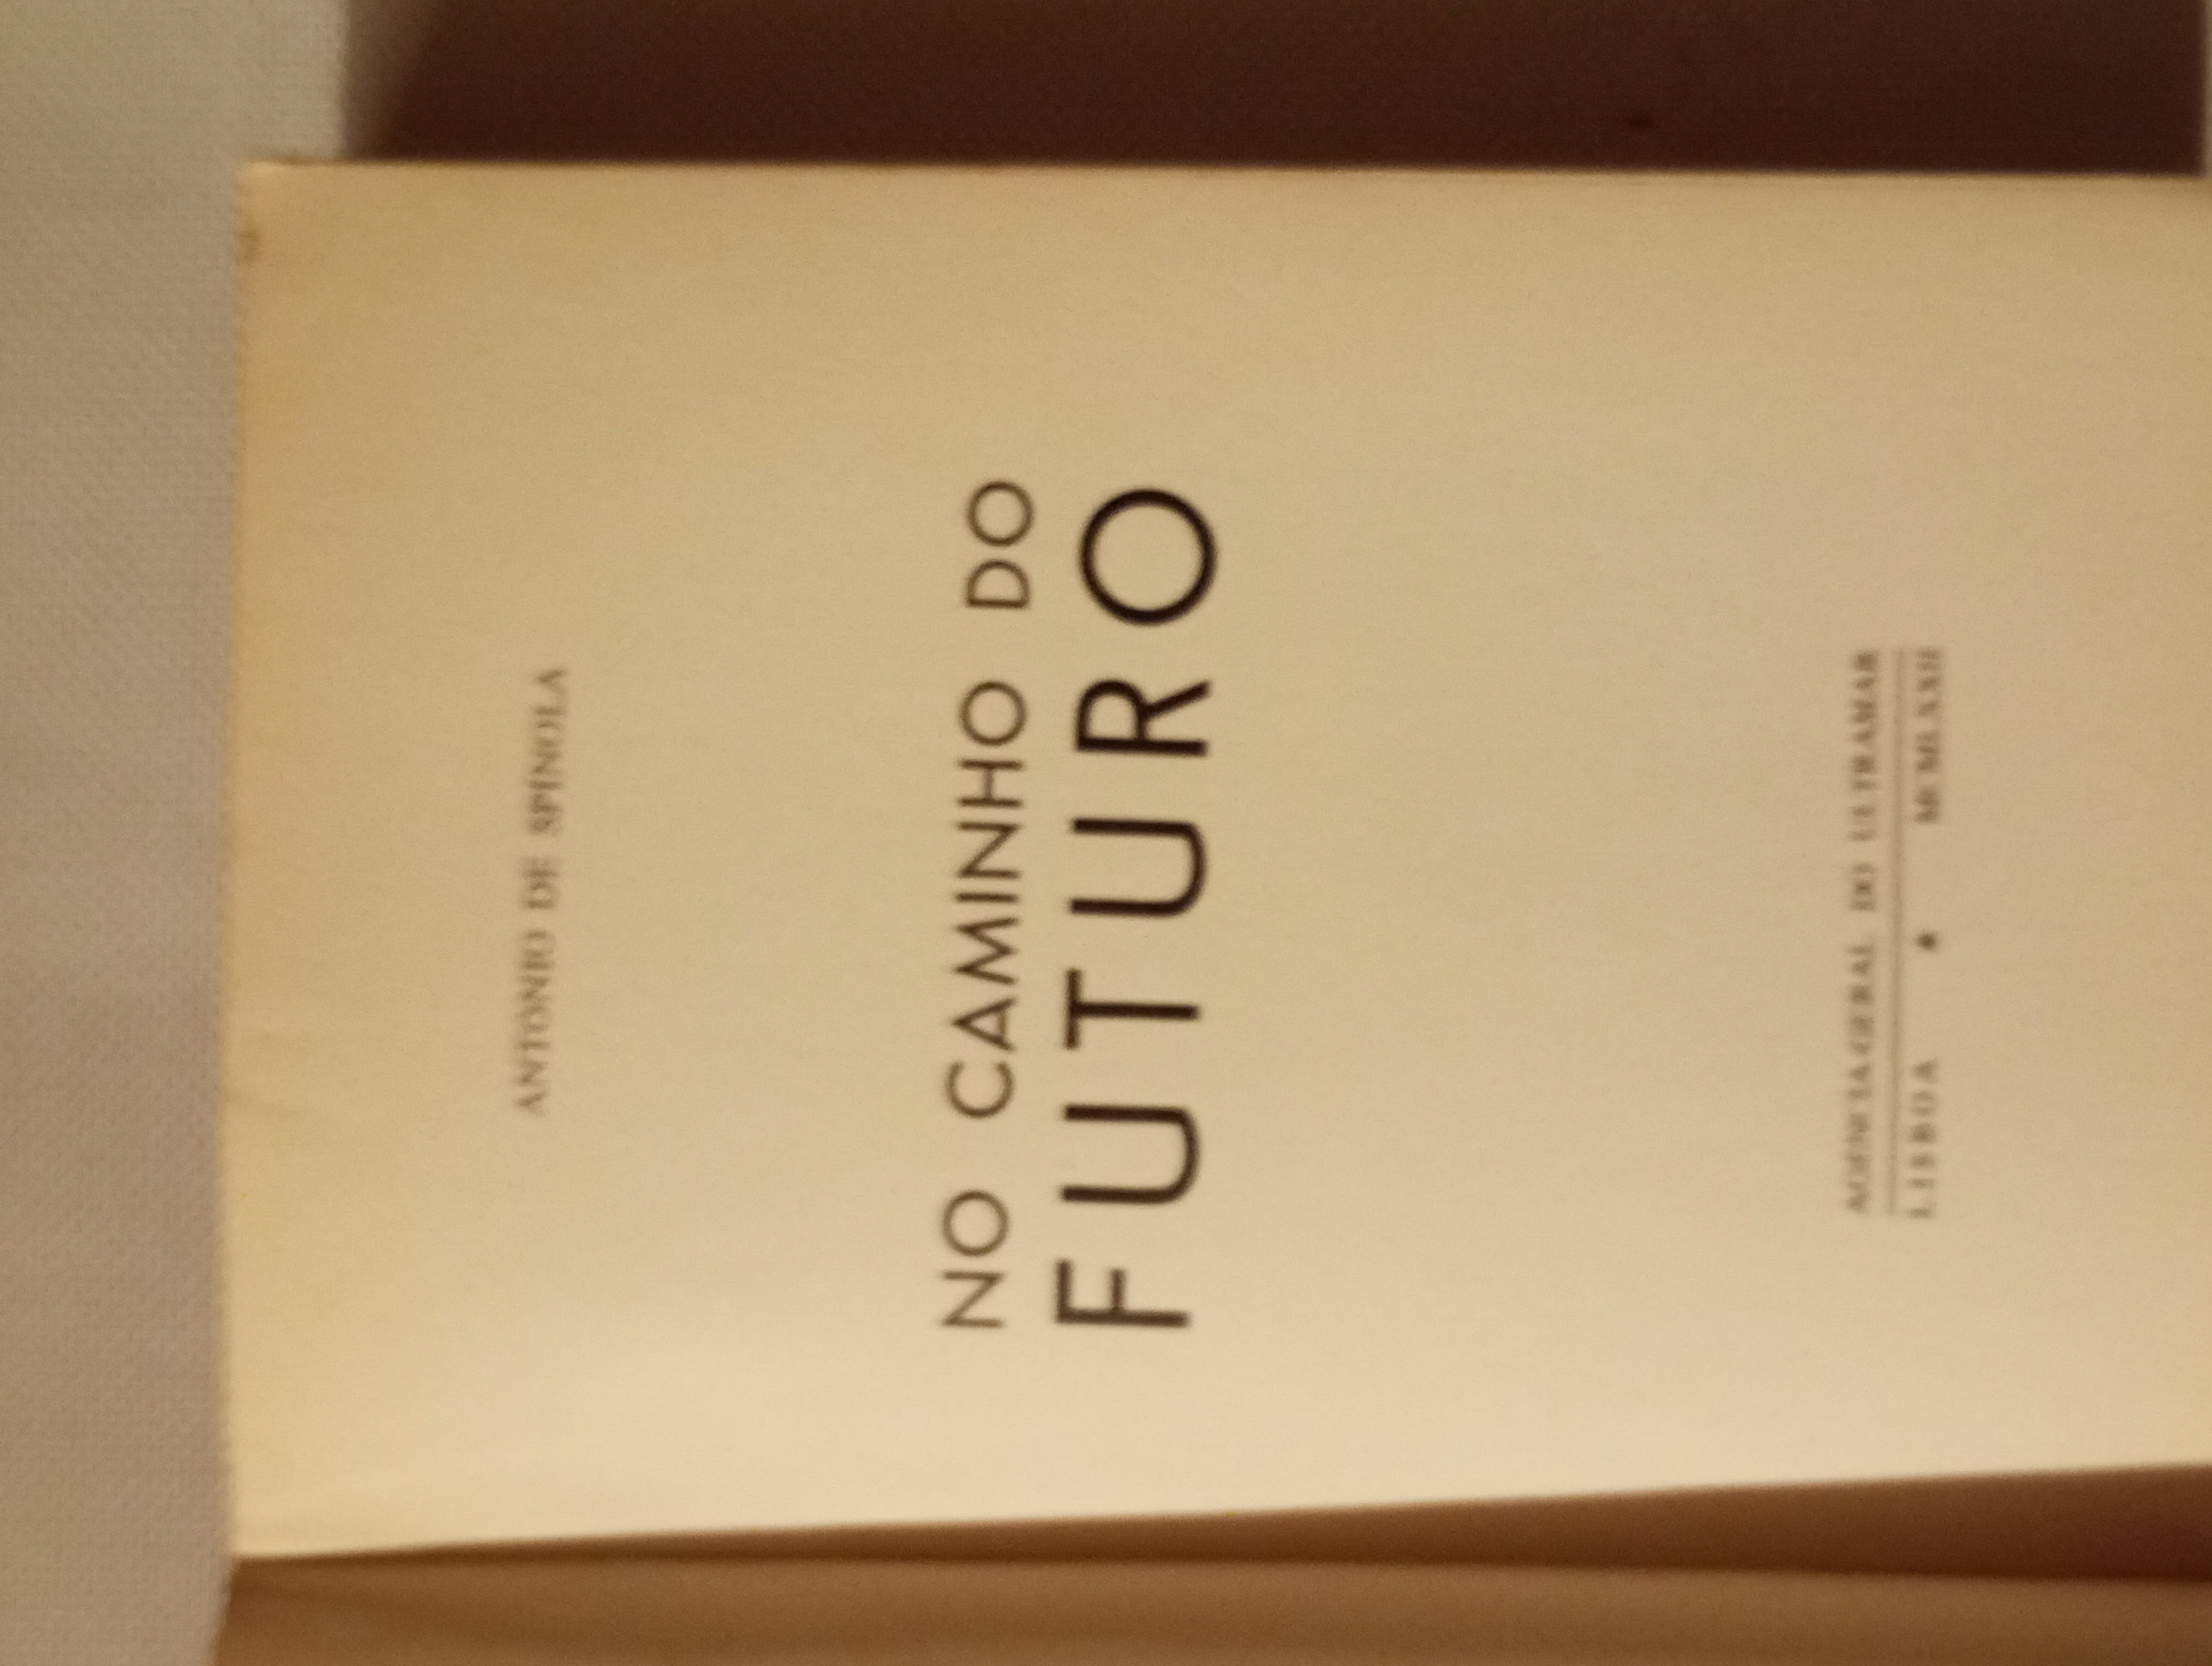 ANTÓNIO DE SPÍNOLA
NO CAMINHO DO
FUTURO
AGÊNCIA-GERAL DO ULTRAMAR
LISBOA * MCMLXXII